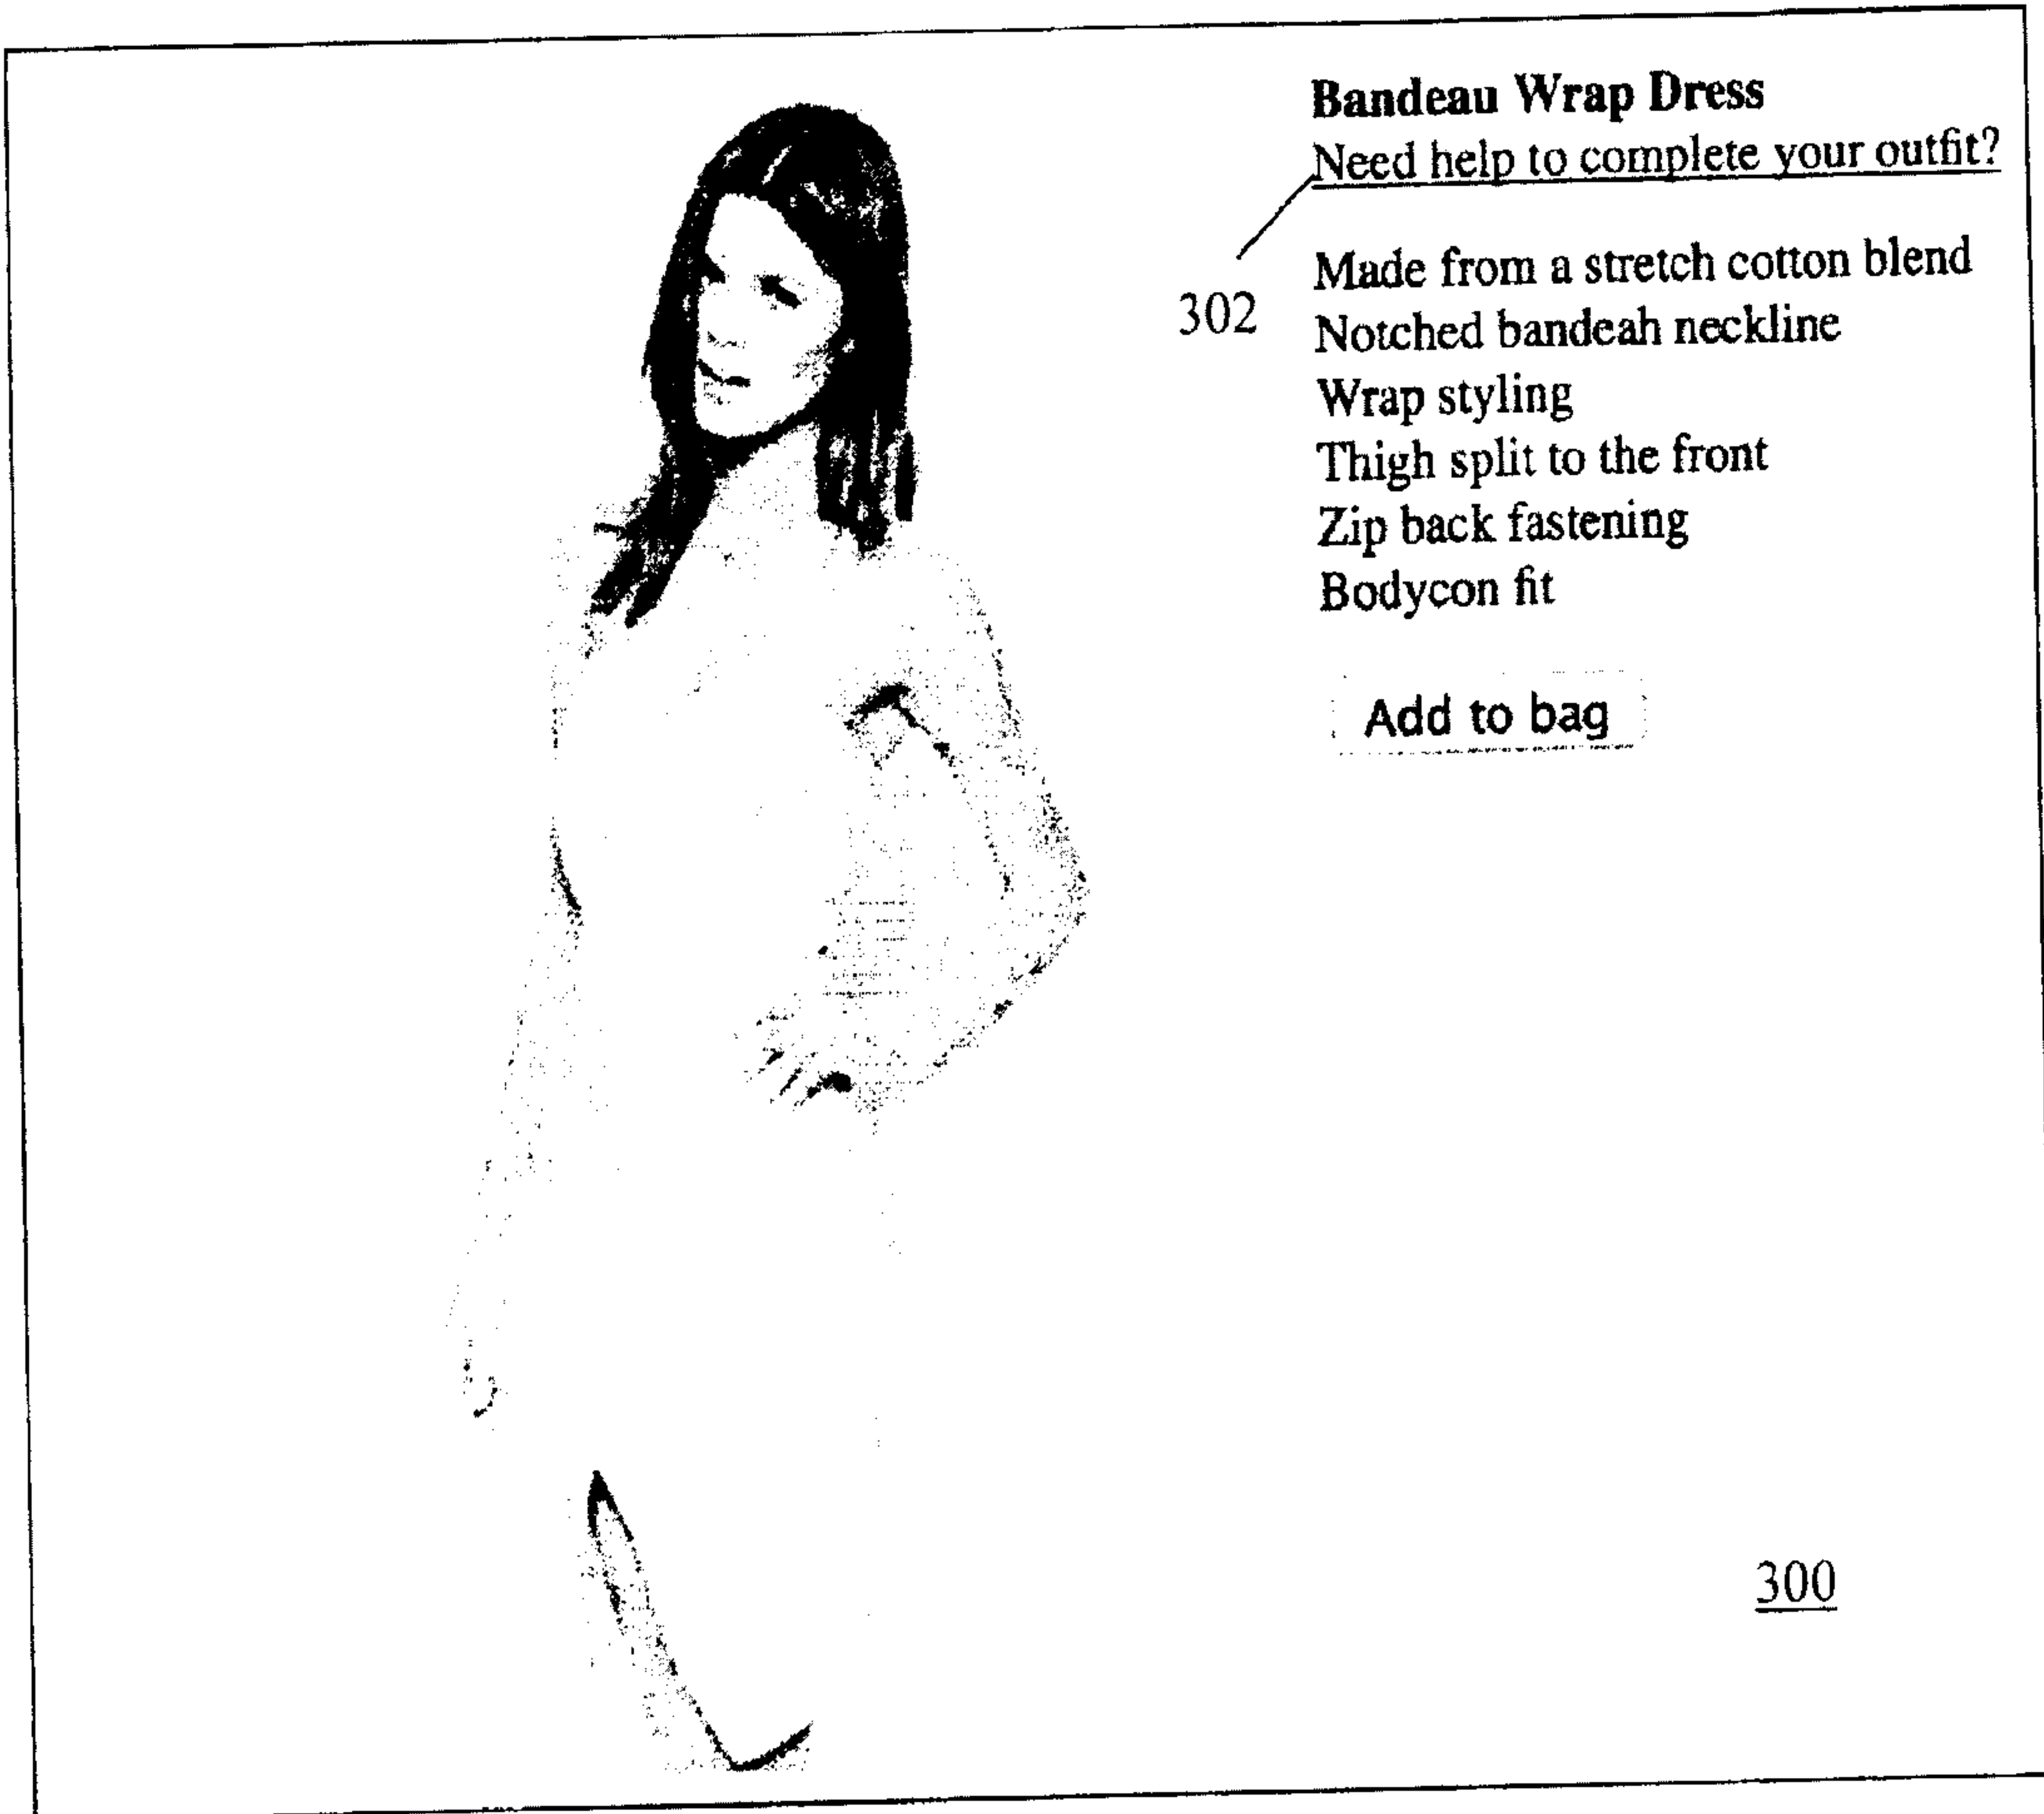 Bandeau Wrap Dress
Need help to complete your outfit?
302
Made from a stretch cotton blend
Notched bandeah neckline
Wrap styling
Thigh split to the front
Zip back fastening
Bodycon fit
Add to bag
300